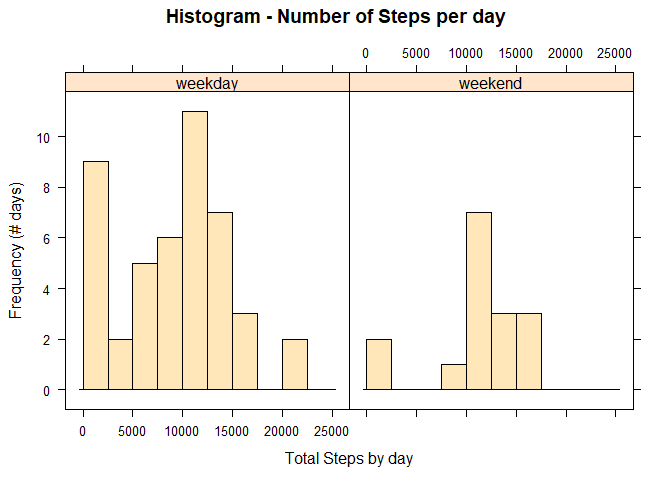 Histogram - Number of Steps per day
0 5000 10000 15000 20000 25000
weekday weekend
Frequency (# days)
10
8
6
4
2
0
0 5000 10000 15000 20000 25000
Total Steps by day